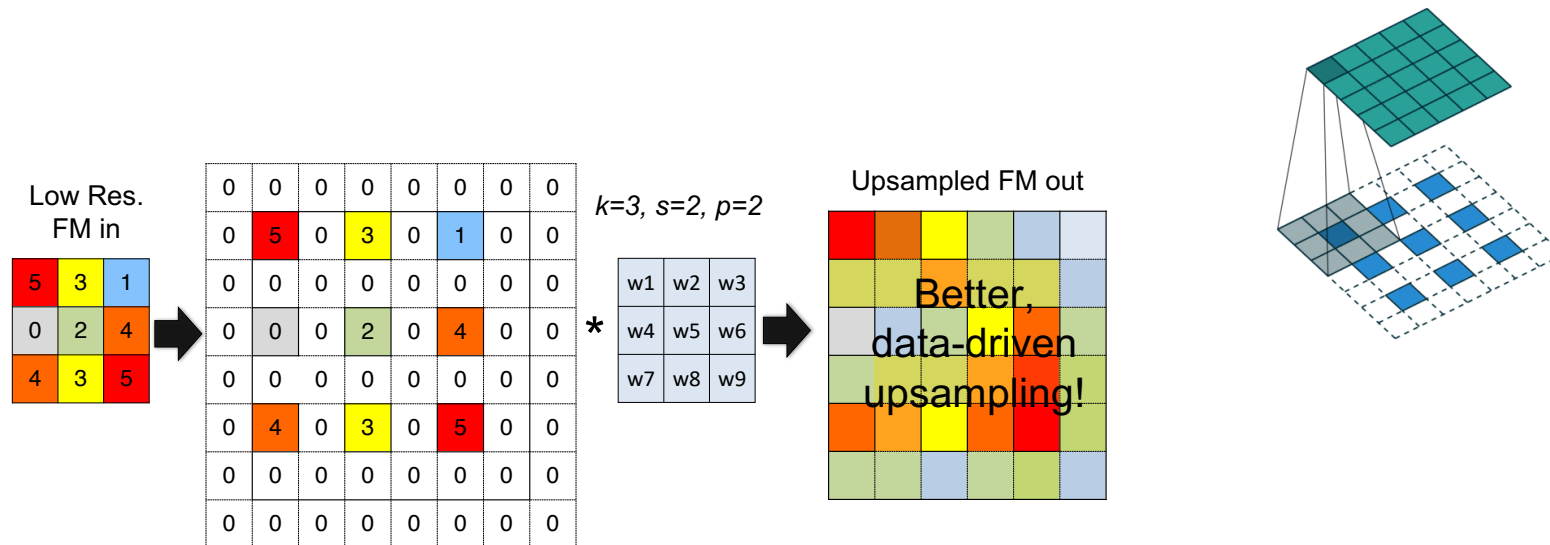 Low Res.
FM in
5 3 1
0 2 4
4 3 5
0 0 0 0 0 0 0 0
0 5 0 3 0 1 0 0
0 0 0 0 0 0 0 0
0 0 0 2 0 4 0 0
0 0 0 0 0 0 0 0
0 4 0 3 0 5 0 0
0 0 0 0 0 0 0 0
0 0 0 0 0 0 0 0
*
k=3, s=2, p=2
w1 w2 w3
w4 w5 w6
w7 w8 w9
Upsampled FM out
Better,
data-driven
upsampling!